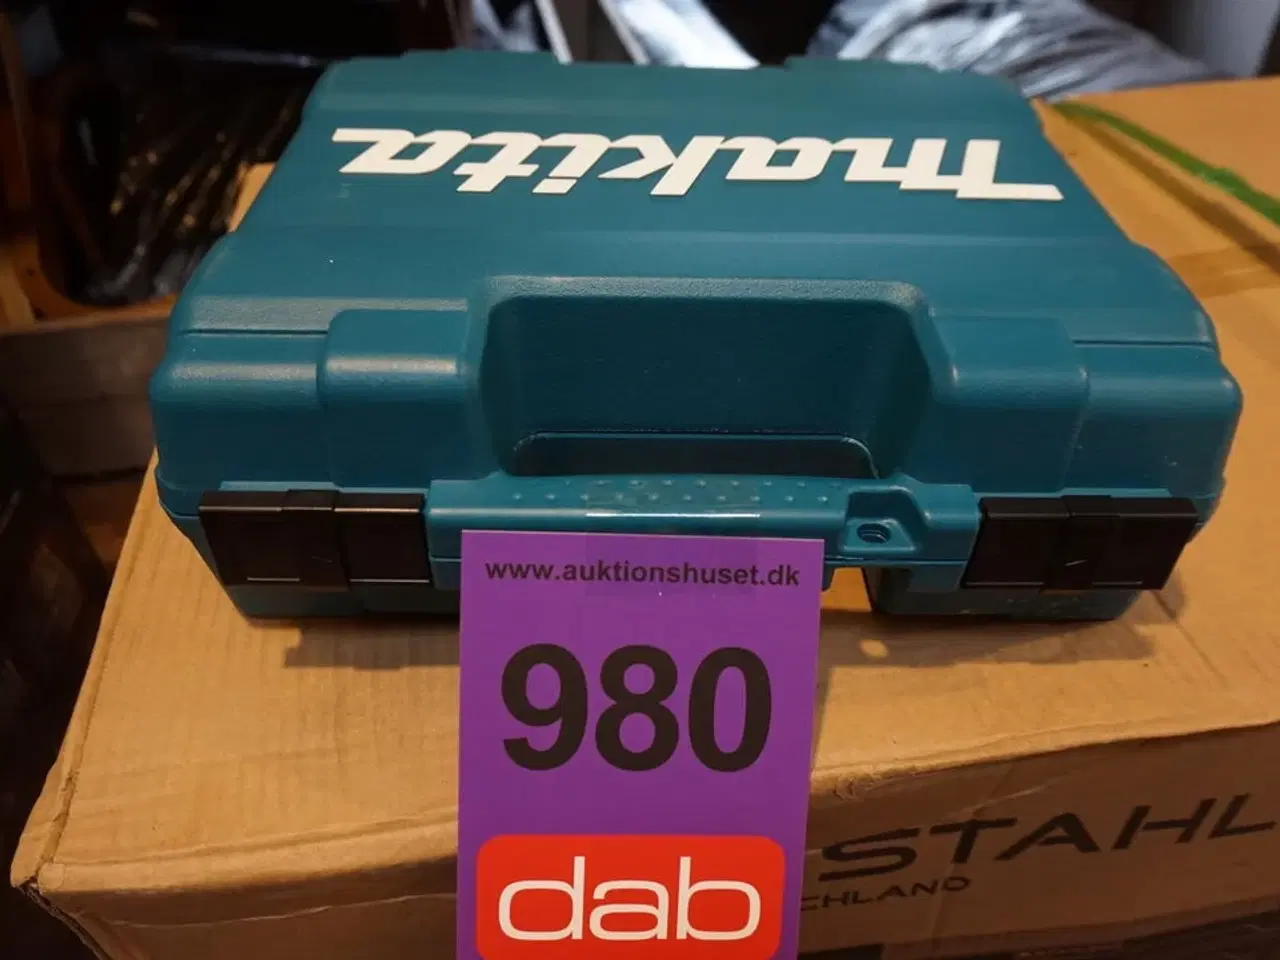 makita
www.auktionshuset.dk
980
dab
STAHL
CHLAND